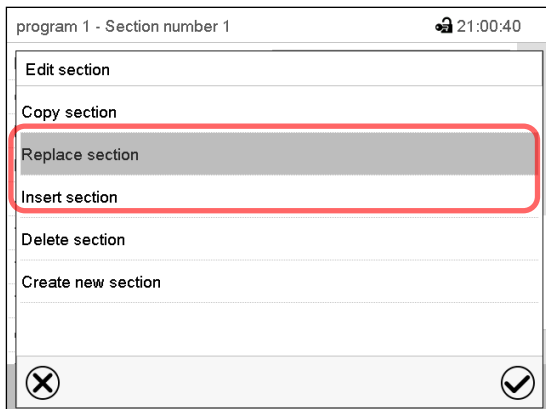 program 1 - Section number 1 21:00:40
Edit section
Copy section
Replace section
Insert section
Delete section
Create new section